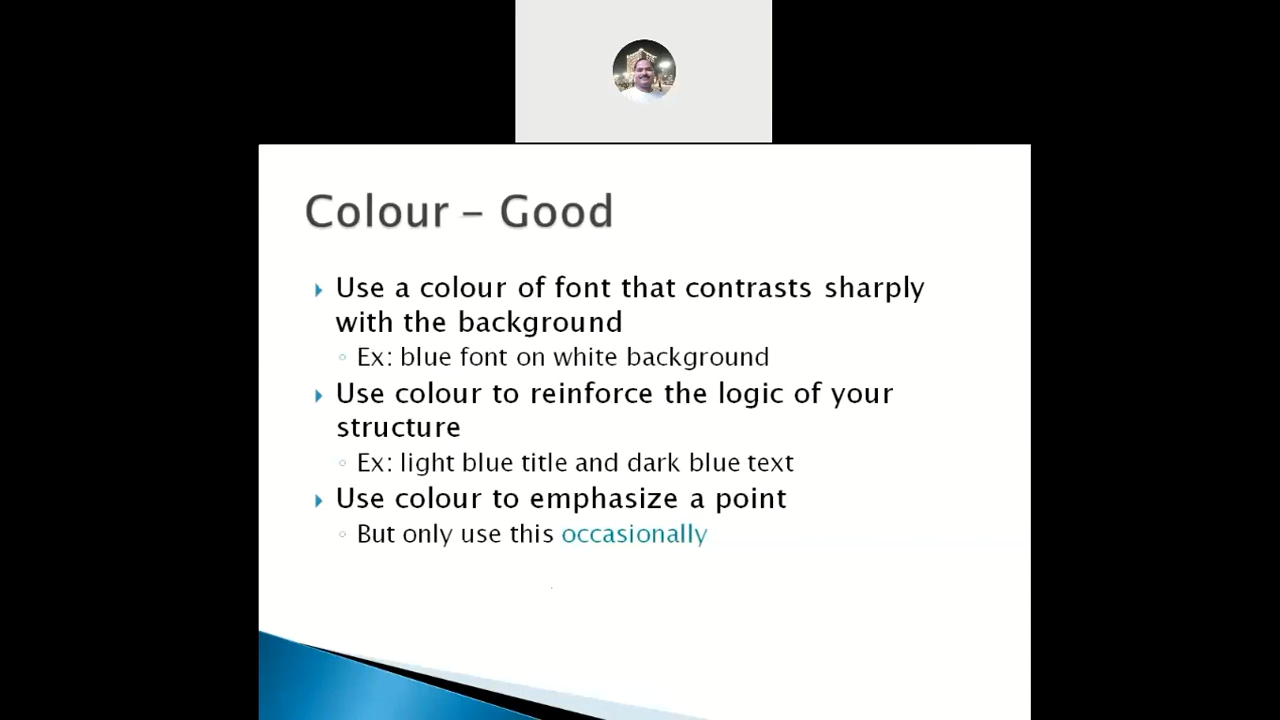 Colour – Good
Use a colour of font that contrasts sharply
with the background
Ex: blue font on white background
Use colour to reinforce the logic of your
structure
Ex: light blue title and dark blue text
Use colour to emphasize a point
But only use this occasionally